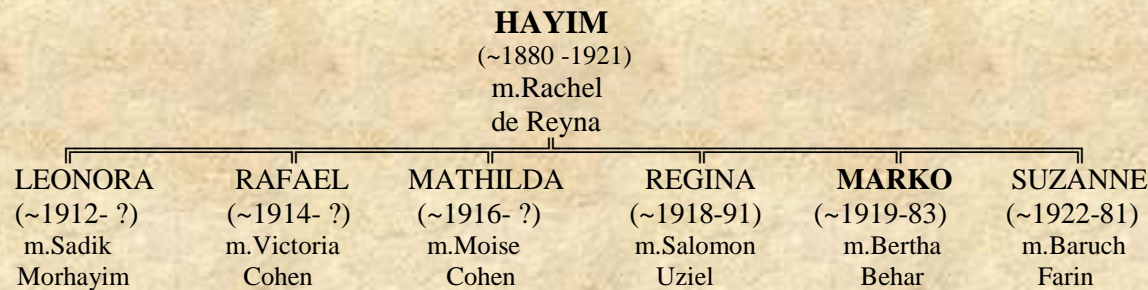 HAYIM
(~1880 -1921)
m.Rachel
de Reyna
LEONORA RAFAEL MATHILDA REGINA MARKO SUZANNE
(~1912- ?) (~1914- ?) (~1916- ?) (~1918-91) (~1919-83) (~1922-81)
m.Sadik m.Victoria m.Moise m.Salomon m.Bertha m.Baruch
Morhayim Cohen Cohen Uziel Behar Farin